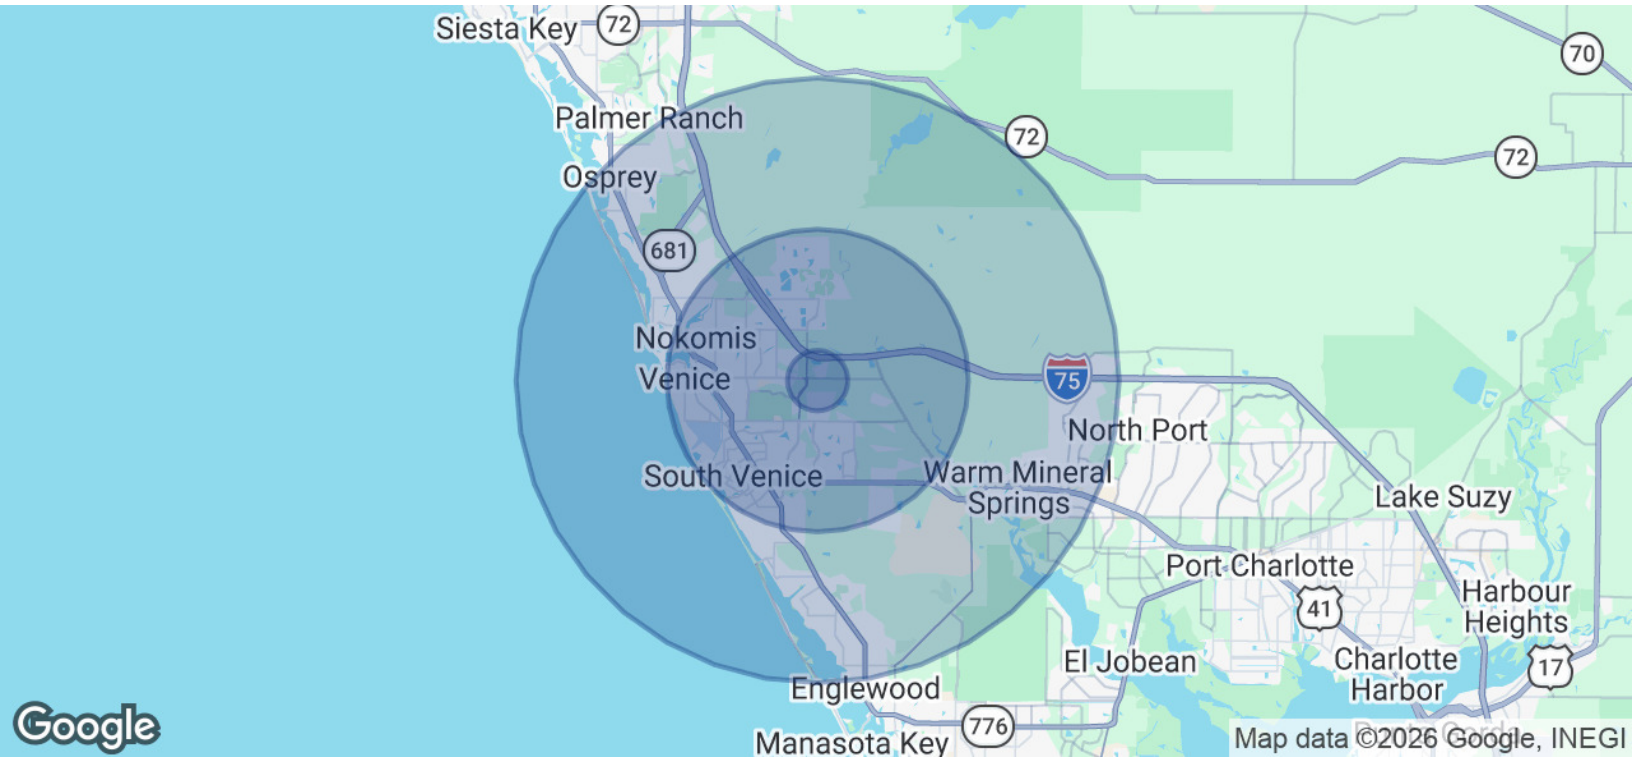 Siesta Key
72
70
Palmer Ranch
72
72
Osprey
681
Nokomis
Venice
75
North Port
South Venice
Warm Mineral
Springs
Lake Suzy
Port Charlotte
41
Harbour
Heights
El Jobean
Charlotte
Harbor
17
Englewood
776
Manasota Key
Punta Gorda
Google
Map data ©2026 Google, INEGI